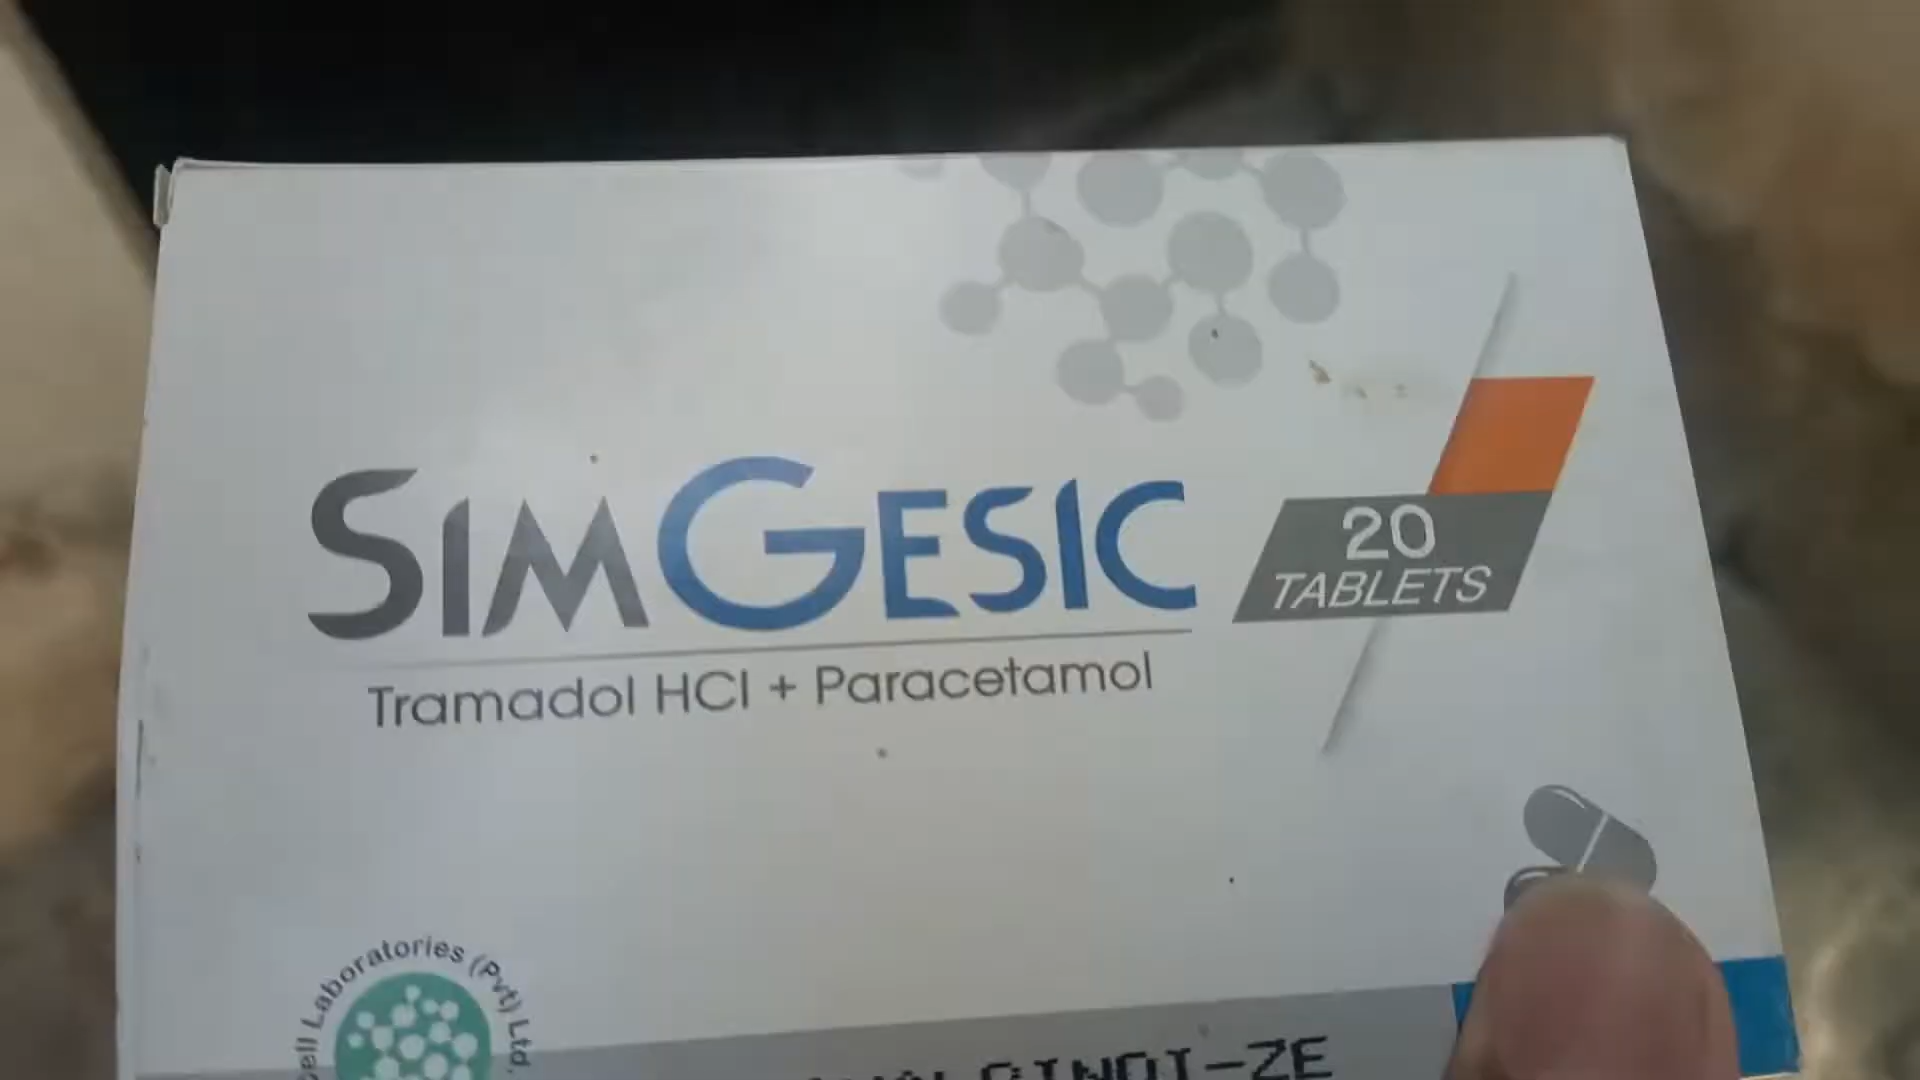 SIMGESIC
20
TABLETS
Tramadol HCl + Paracetamol
Laboratories (Pvt) Ltd.